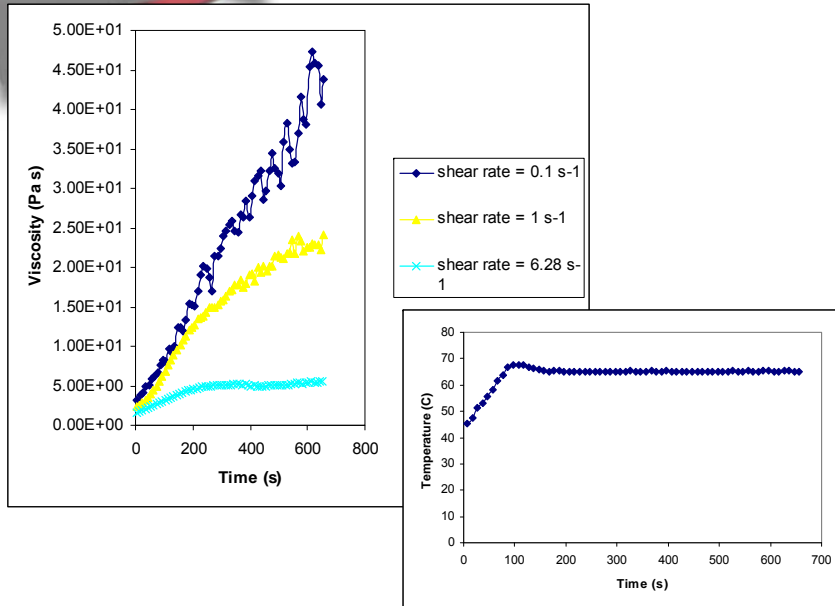 5.00E+01
4.50E+01
4.00E+01
3.50E+01
3.00E+01
2.50E+01
2.00E+01
1.50E+01
1.00E+01
5.00E+00
0.00E+00
Viscosity (Pa s)
0 200 400 600 800
Time (s)
shear rate = 0.1 s-1
shear rate = 1 s-1
shear rate = 6.28 s-
1
80
70
60
50
40
30
20
10
0
Temperature (C)
0 100 200 300 400 500 600 700
Time (s)